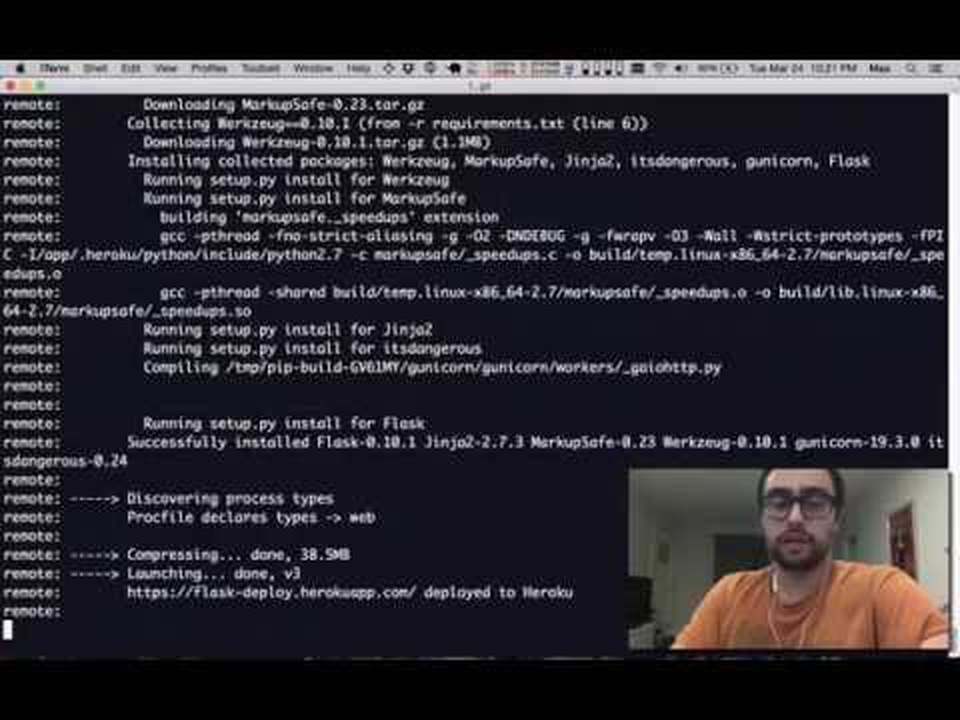 iTerm Shell Edit View Profiles Toolbelt Window Help Tue Mar 24 10:21 PM Max
1. git
remote: Downloading MarkupSafe-0.23.tar.gz
remote: Collecting Werkzeug==0.10.1 (from -r requirements.txt (line 6))
remote: Downloading Werkzeug-0.10.1.tar.gz (1.1MB)
remote: Installing collected packages: Werkzeug, MarkupSafe, Jinja2, itsdangerous, gunicorn, Flask
remote: Running setup.py install for Werkzeug
remote: Running setup.py install for MarkupSafe
remote: building 'markupsafe._speedups' extension
remote: gcc -pthread -fno-strict-aliasing -g -O2 -DNDEBUG -g -fwrapv -O3 -Wall -Wstrict-prototypes -fPI
C -I/app/.heroku/python/include/python2.7 -c markupsafe/_speedups.c -o build/temp.linux-x86_64-2.7/markupsafe/_spe
edups.o
remote: gcc -pthread -shared build/temp.linux-x86_64-2.7/markupsafe/_speedups.o -o build/lib.linux-x86_
64-2.7/markupsafe/_speedups.so
remote: Running setup.py install for Jinja2
remote: Running setup.py install for itsdangerous
remote: Compiling /tmp/pip-build-GV61MY/gunicorn/gunicorn/workers/_gaiohttp.py
remote:
remote:
remote: Running setup.py install for Flask
remote: Successfully installed Flask-0.10.1 Jinja2-2.7.3 MarkupSafe-0.23 Werkzeug-0.10.1 gunicorn-19.3.0 it
sdangerous-0.24
remote:
remote: -----> Discovering process types
remote: Procfile declares types -> web
remote:
remote: -----> Compressing... done, 38.5MB
remote: -----> Launching... done, v3
remote: https://flask-deploy.herokuapp.com/ deployed to Heroku
remote: